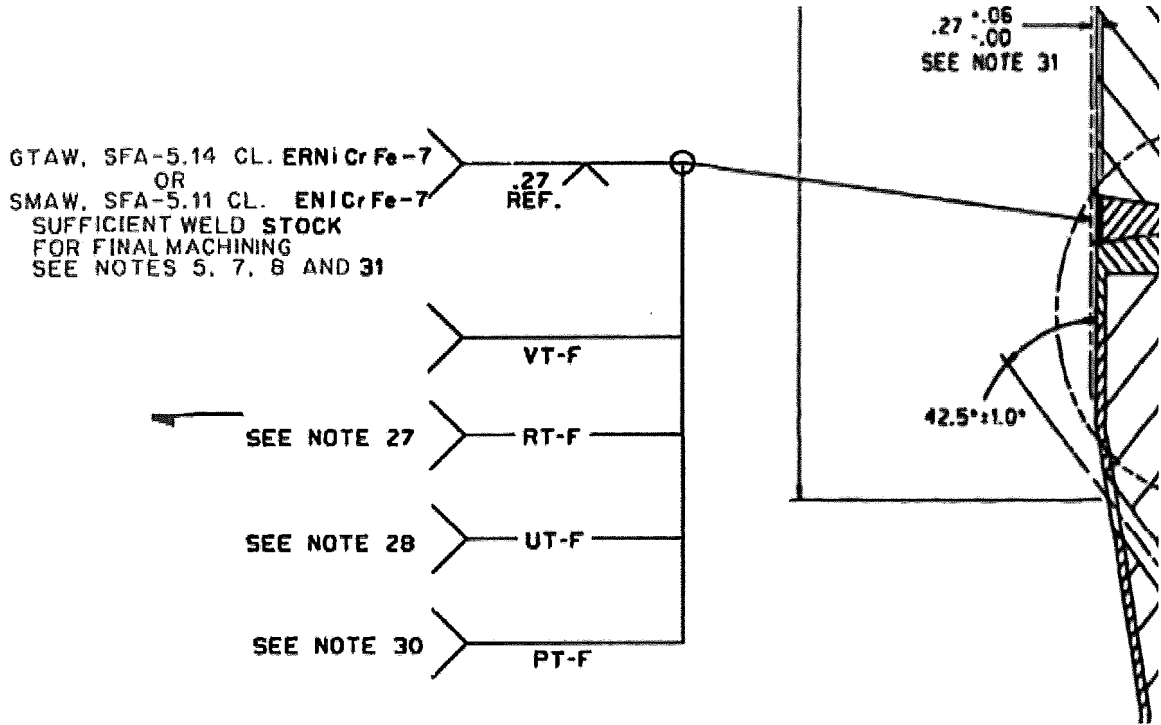 .27 +.06
-.00
SEE NOTE 31
GTAW, SFA-5.14 CL. ERNiCrFe-7
OR
SMAW, SFA-5.11 CL. ENiCrFe-7
SUFFICIENT WELD STOCK
FOR FINAL MACHINING
SEE NOTES 5, 7, 8 AND 31
.27
REF.
VT-F
SEE NOTE 27 RT-F
42.5°±1.0°
SEE NOTE 28 UT-F
SEE NOTE 30 PT-F